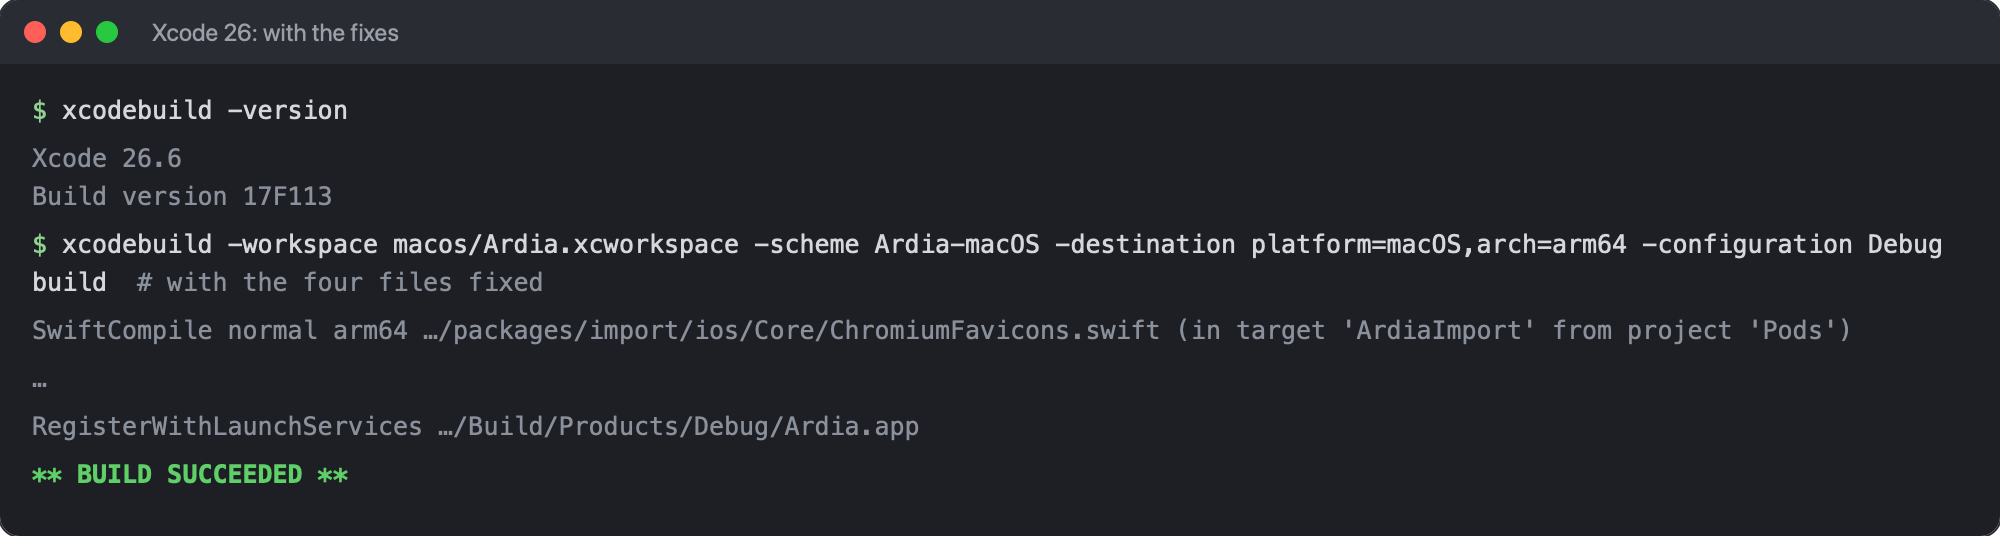 Xcode 26: with the fixes
$ xcodebuild -version
Xcode 26.6
Build version 17F113
$ xcodebuild -workspace macos/Ardia.xcworkspace -scheme Ardia-macOS -destination platform=macOS,arch=arm64 -configuration Debug
build  # with the four files fixed
SwiftCompile normal arm64 …/packages/import/ios/Core/ChromiumFavicons.swift (in target 'ArdiaImport' from project 'Pods')
…
RegisterWithLaunchServices …/Build/Products/Debug/Ardia.app
** BUILD SUCCEEDED **